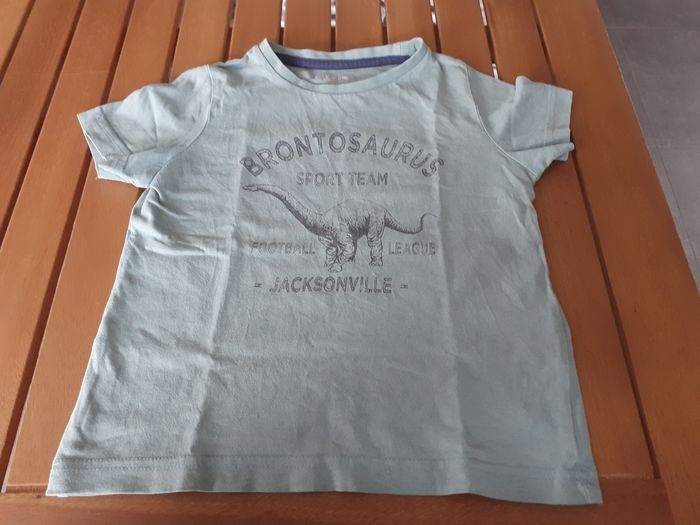 BRONTOSAURUS
SPORT TEAM
FOOTBALL LEAGUE
- JACKSONVILLE -